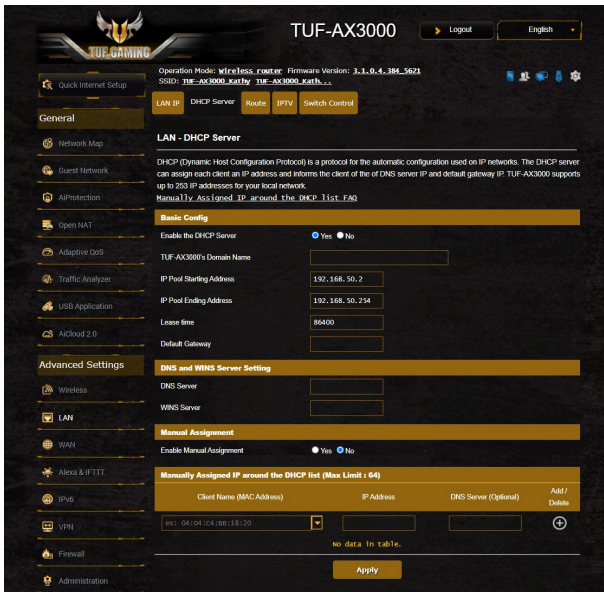 TUF GAMING
TUF-AX3000
Logout
English
Quick Internet Setup
Operation Mode: Wireless router Firmware Version: 3.1.0.4.384_5621
SSID: TUF-AX3000_Kathy TUF-AX3000_Kath...
LAN IP DHCP Server Route IPTV Switch Control
General
Network Map
Guest Network
AiProtection
Open NAT
Adaptive QoS
Traffic Analyzer
USB Application
AiCloud 2.0
Advanced Settings
Wireless
LAN
WAN
Alexa & IFTTT
IPv6
VPN
Firewall
Administration
LAN - DHCP Server
DHCP (Dynamic Host Configuration Protocol) is a protocol for the automatic configuration used on IP networks. The DHCP server
can assign each client an IP address and informs the client of the of DNS server IP and default gateway IP. TUF-AX3000 supports
up to 253 IP addresses for your local network.
Manually Assigned IP around the DHCP list FAQ
Basic Config
Enable the DHCP Server Yes No
TUF-AX3000's Domain Name
IP Pool Starting Address 192.168.50.2
IP Pool Ending Address 192.168.50.254
Lease time 86400
Default Gateway
DNS and WINS Server Setting
DNS Server
WINS Server
Manual Assignment
Enable Manual Assignment Yes No
Manually Assigned IP around the DHCP list (Max Limit : 64)
Client Name (MAC Address) IP Address DNS Server (Optional) Add / Delete
ex: 04:D4:C4:BB:18:20
No data in table.
Apply